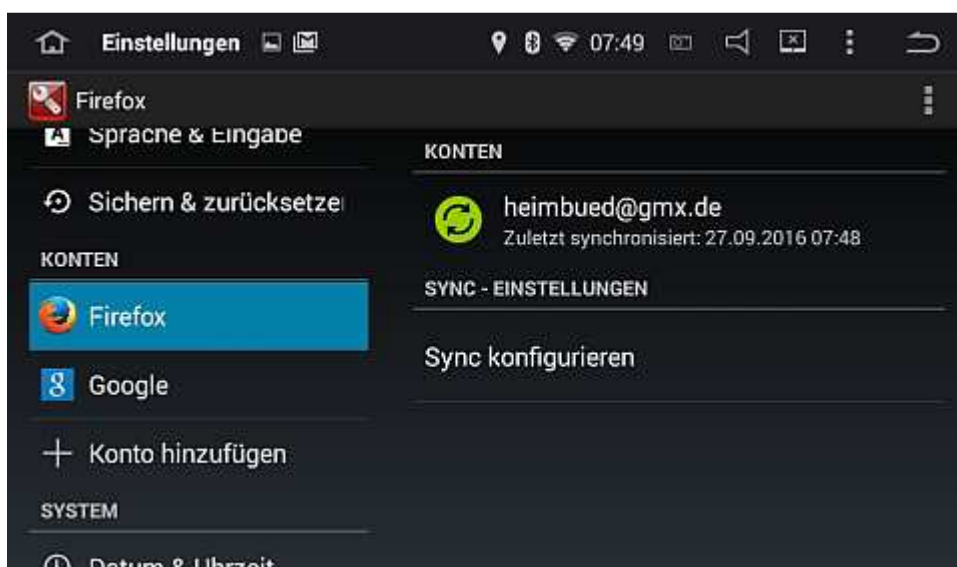 Einstellungen
07:49
Firefox
Sprache & Eingabe
Sichern & zurücksetze
KONTEN
Firefox
Google
Konto hinzufügen
SYSTEM
Datum & Uhrzeit
KONTEN
heimbued@gmx.de
Zuletzt synchronisiert: 27.09.2016 07:48
SYNC - EINSTELLUNGEN
Sync konfigurieren